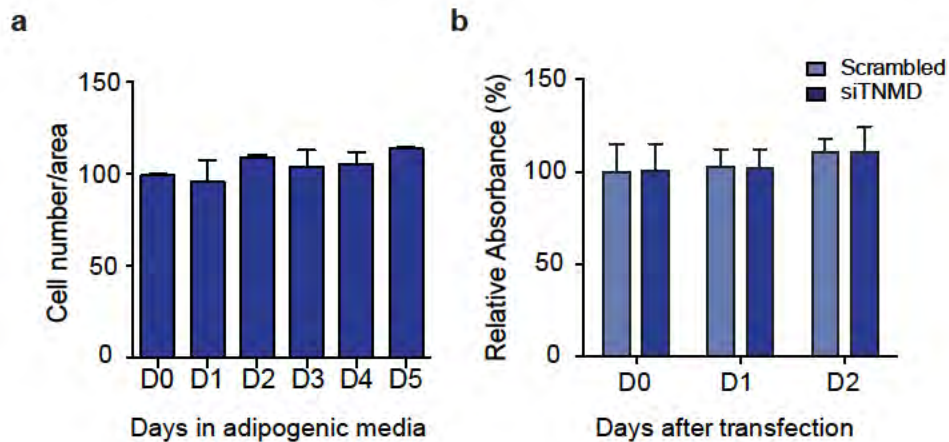 a
150
100
50
0
Cell number/area
D0 D1 D2 D3 D4 D5
Days in adipogenic media
b
Scrambled
siTNMD
150
100
50
0
Relative Absorbance (%)
D0 D1 D2
Days after transfection